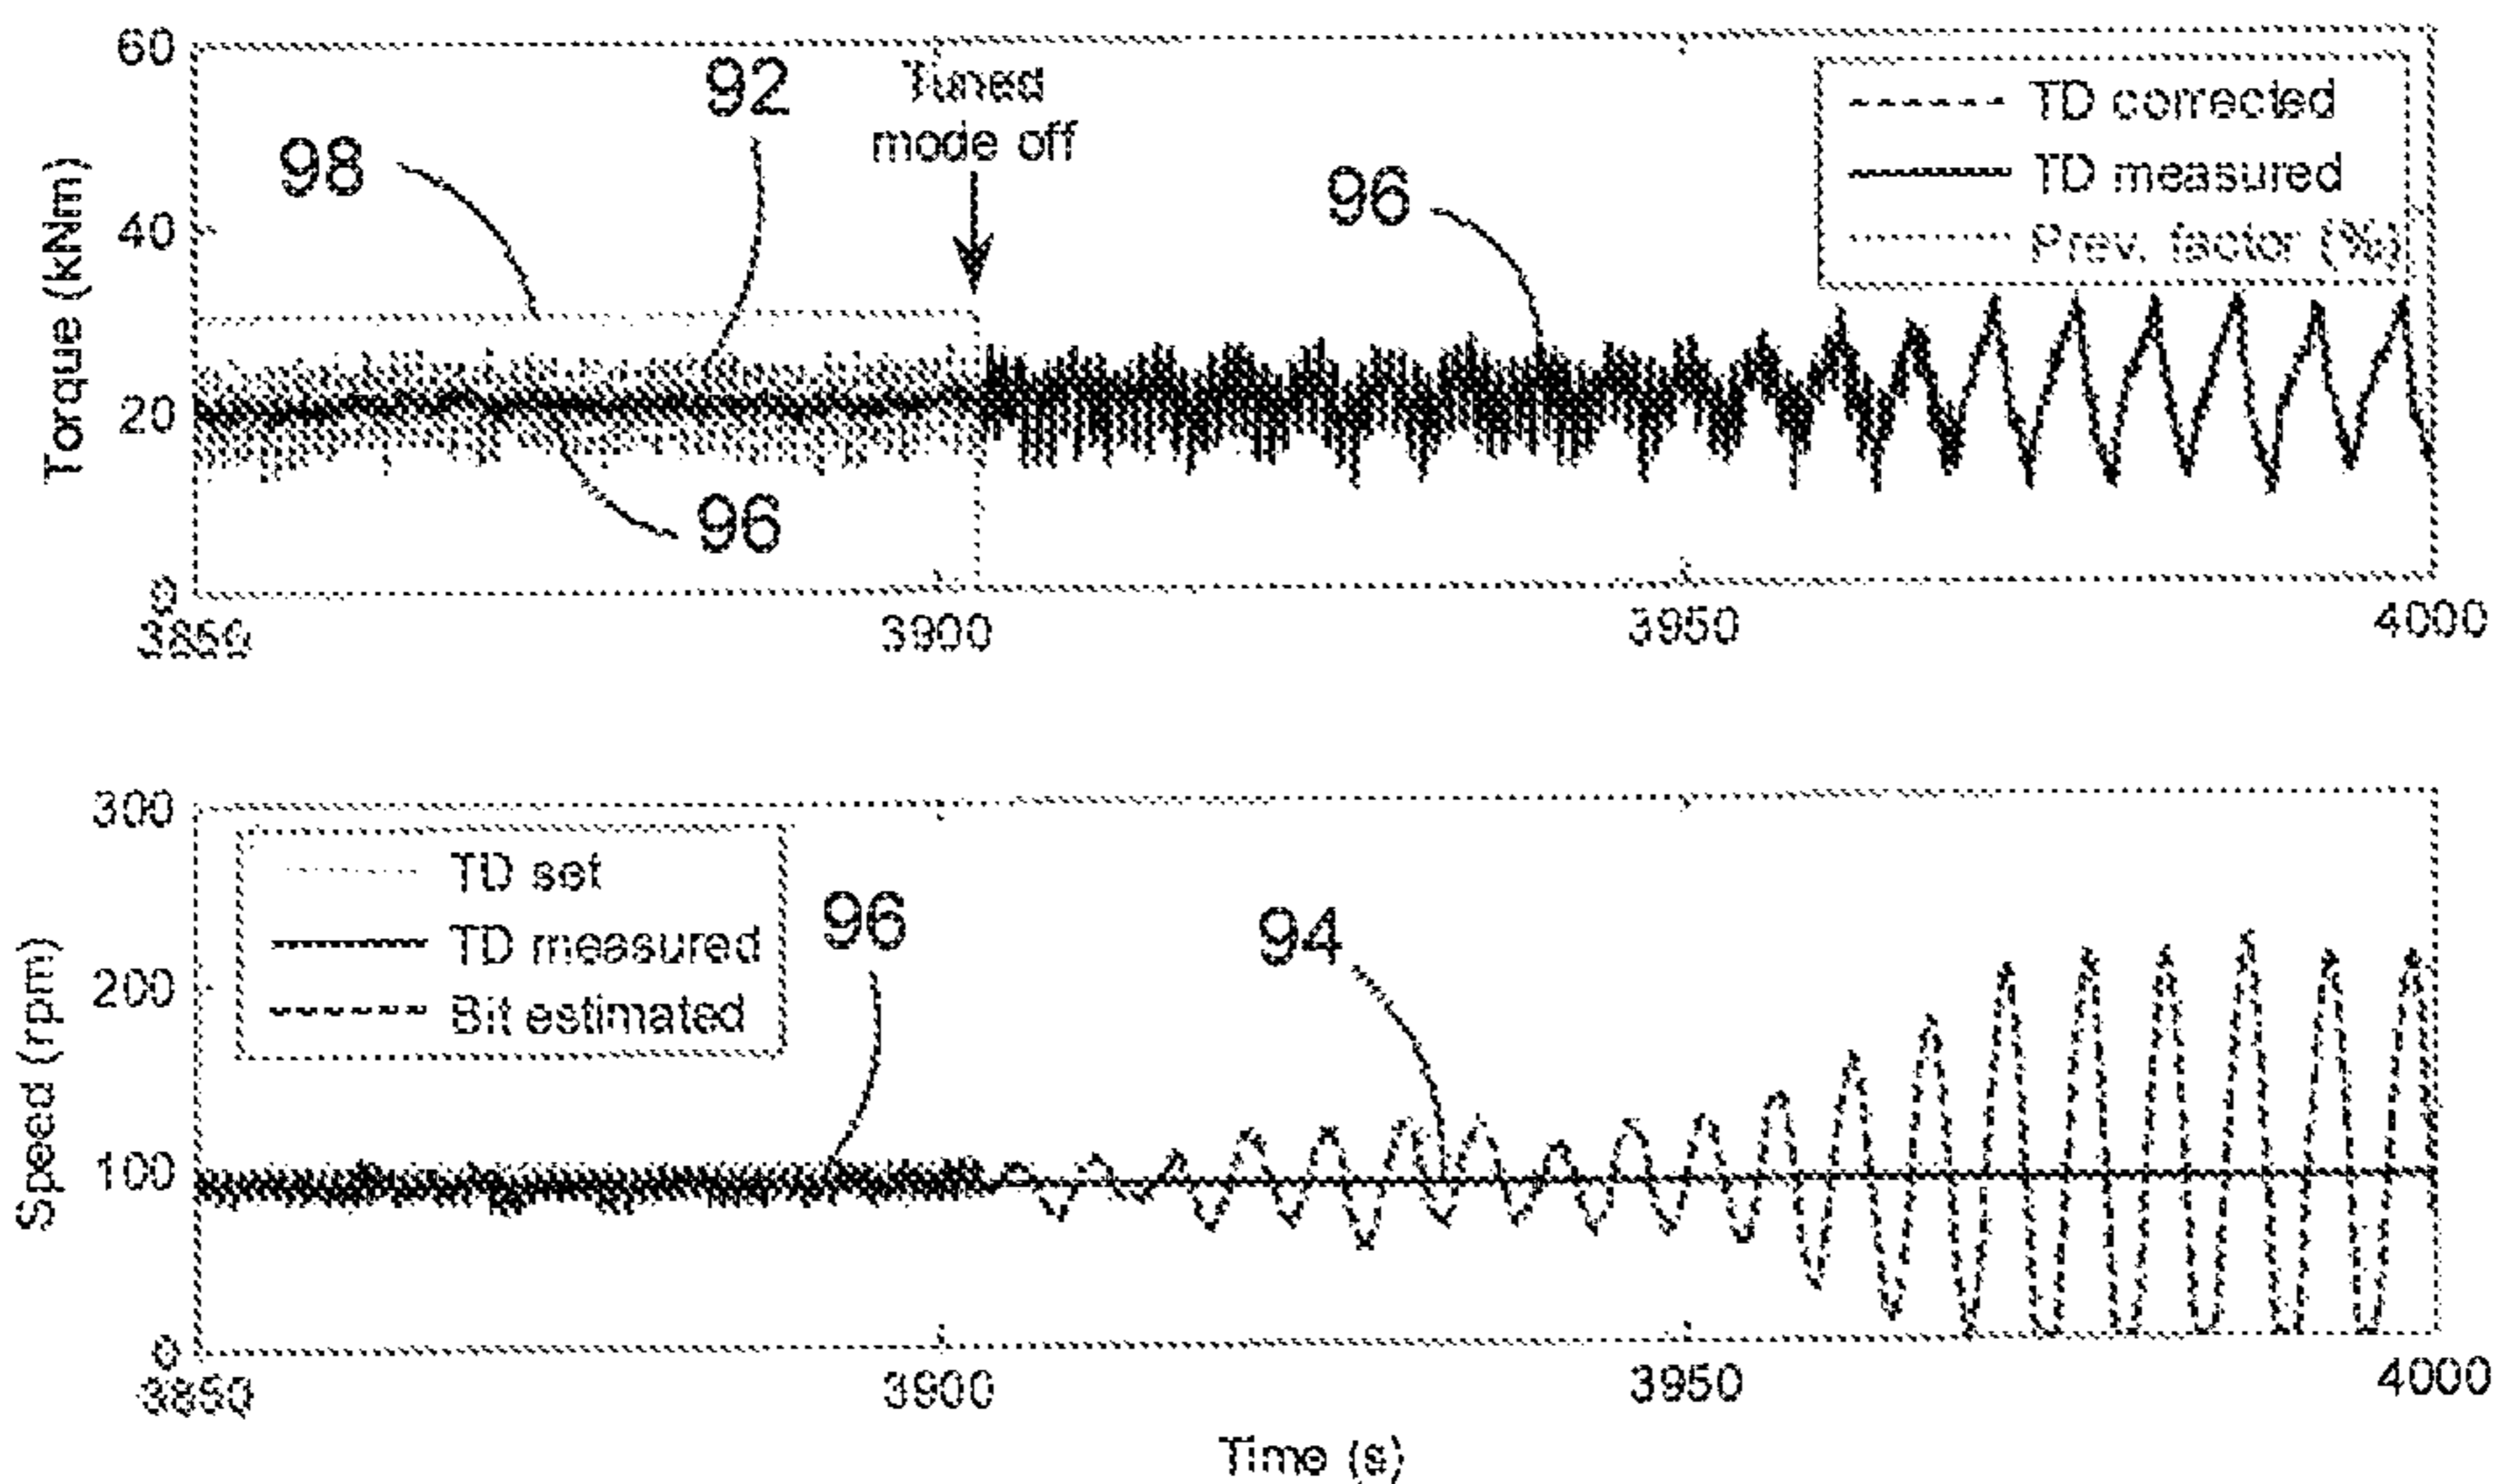 60
40
20
0
Torque (kNm)
98
92
Tuned
mode off
96
96
TD corrected
TD measured
Prev. factor (%)
3850
3900
3950
4000
300
200
100
0
Speed (rpm)
TD set
TD measured
Bit estimated
96
94
3850
3900
3950
4000
Time (s)